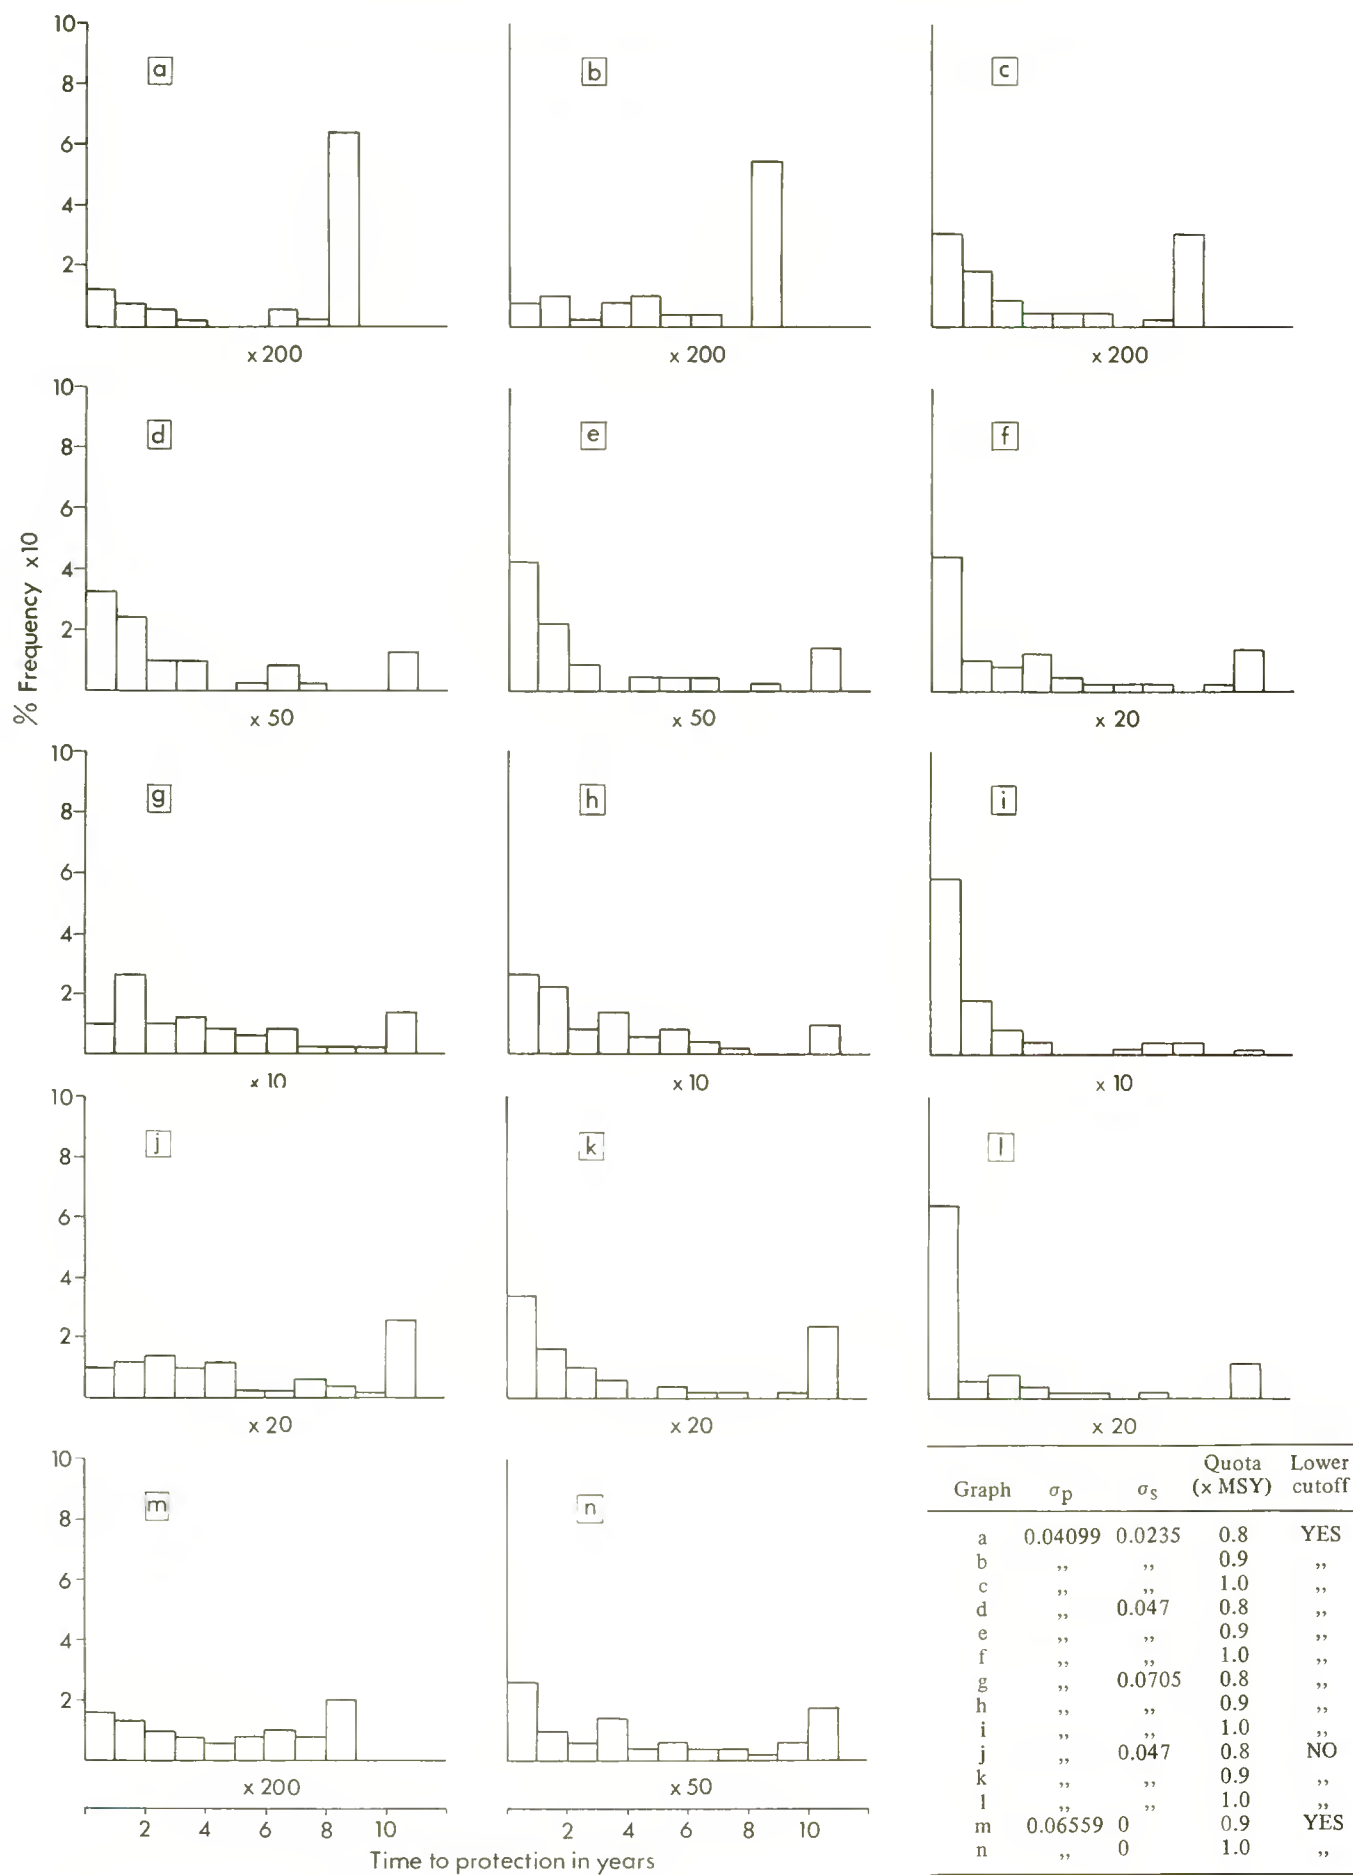 10
8
6
4
2
a
b
c
x 200
x 200
x 200
10
8
6
4
2
d
e
f
x 50
x 50
x 20
% Frequency x10
10
8
6
4
2
g
h
i
x 10
x 10
x 10
10
8
6
4
2
j
k
l
x 20
x 20
x 20
10
8
6
4
2
m
n
x 200
x 50
2 4 6 8 10
2 4 6 8 10
Time to protection in years
Graph σp σs Quota (x MSY) Lower cutoff
a 0.04099 0.0235 0.8 YES
b ,, ,, 0.9 ,,
c ,, ,, 1.0 ,,
d ,, 0.047 0.8 ,,
e ,, ,, 0.9 ,,
f ,, ,, 1.0 ,,
g ,, 0.0705 0.8 ,,
h ,, ,, 0.9 ,,
i ,, ,, 1.0 ,,
j ,, 0.047 0.8 NO
k ,, ,, 0.9 ,,
l ,, ,, 1.0 ,,
m 0.06559 0 0.9 YES
n ,, 0 1.0 ,,